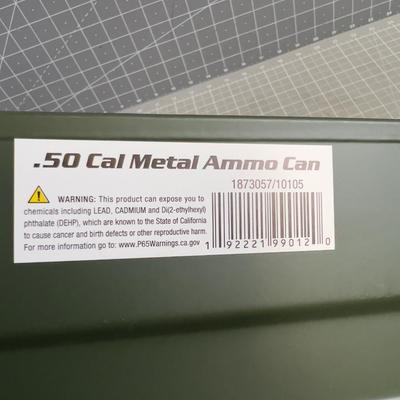 .50 Cal Metal Ammo Can
1873057/10105
WARNING: This product can expose you to
chemicals including LEAD, CADMIUM and Di(2-ethylhexyl)
phthalate (DEHP), which are known to the State of California
to cause cancer and birth defects or other reproductive harm.
For more information go to: www.P65Warnings.ca.gov
1 92221 99012 0